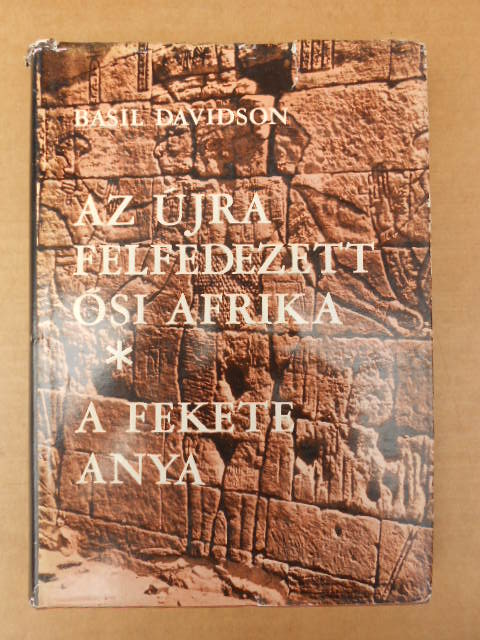 BASIL DAVIDSON
AZ ÚJRA
FELFEDEZETT
ŐSI AFRIKA
*
A FEKETE
ANYA